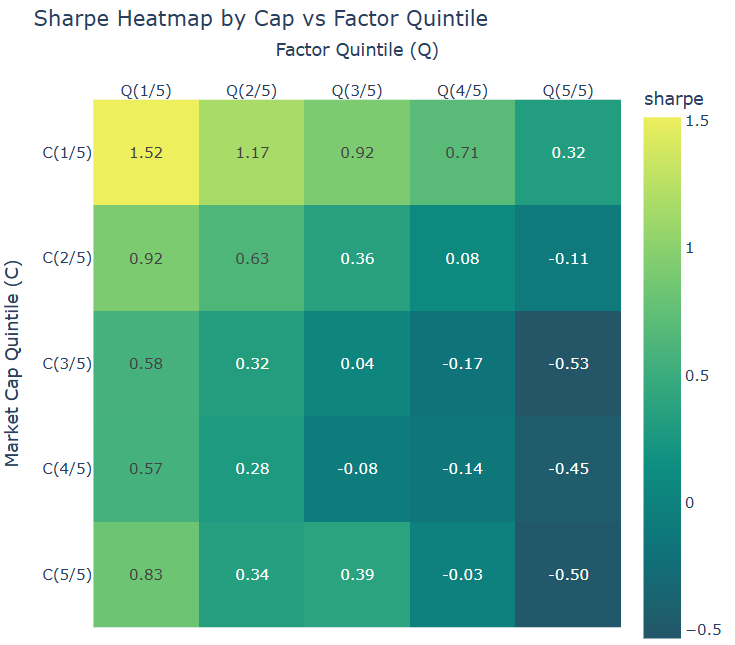 Sharpe Heatmap by Cap vs Factor Quintile
Factor Quintile (Q)
Q(1/5) Q(2/5) Q(3/5) Q(4/5) Q(5/5)
sharpe
Market Cap Quintile (C)
C(1/5) 1.52 1.17 0.92 0.71 0.32
C(2/5) 0.92 0.63 0.36 0.08 -0.11
C(3/5) 0.58 0.32 0.04 -0.17 -0.53
C(4/5) 0.57 0.28 -0.08 -0.14 -0.45
C(5/5) 0.83 0.34 0.39 -0.03 -0.50
1.5
1
0.5
0
−0.5